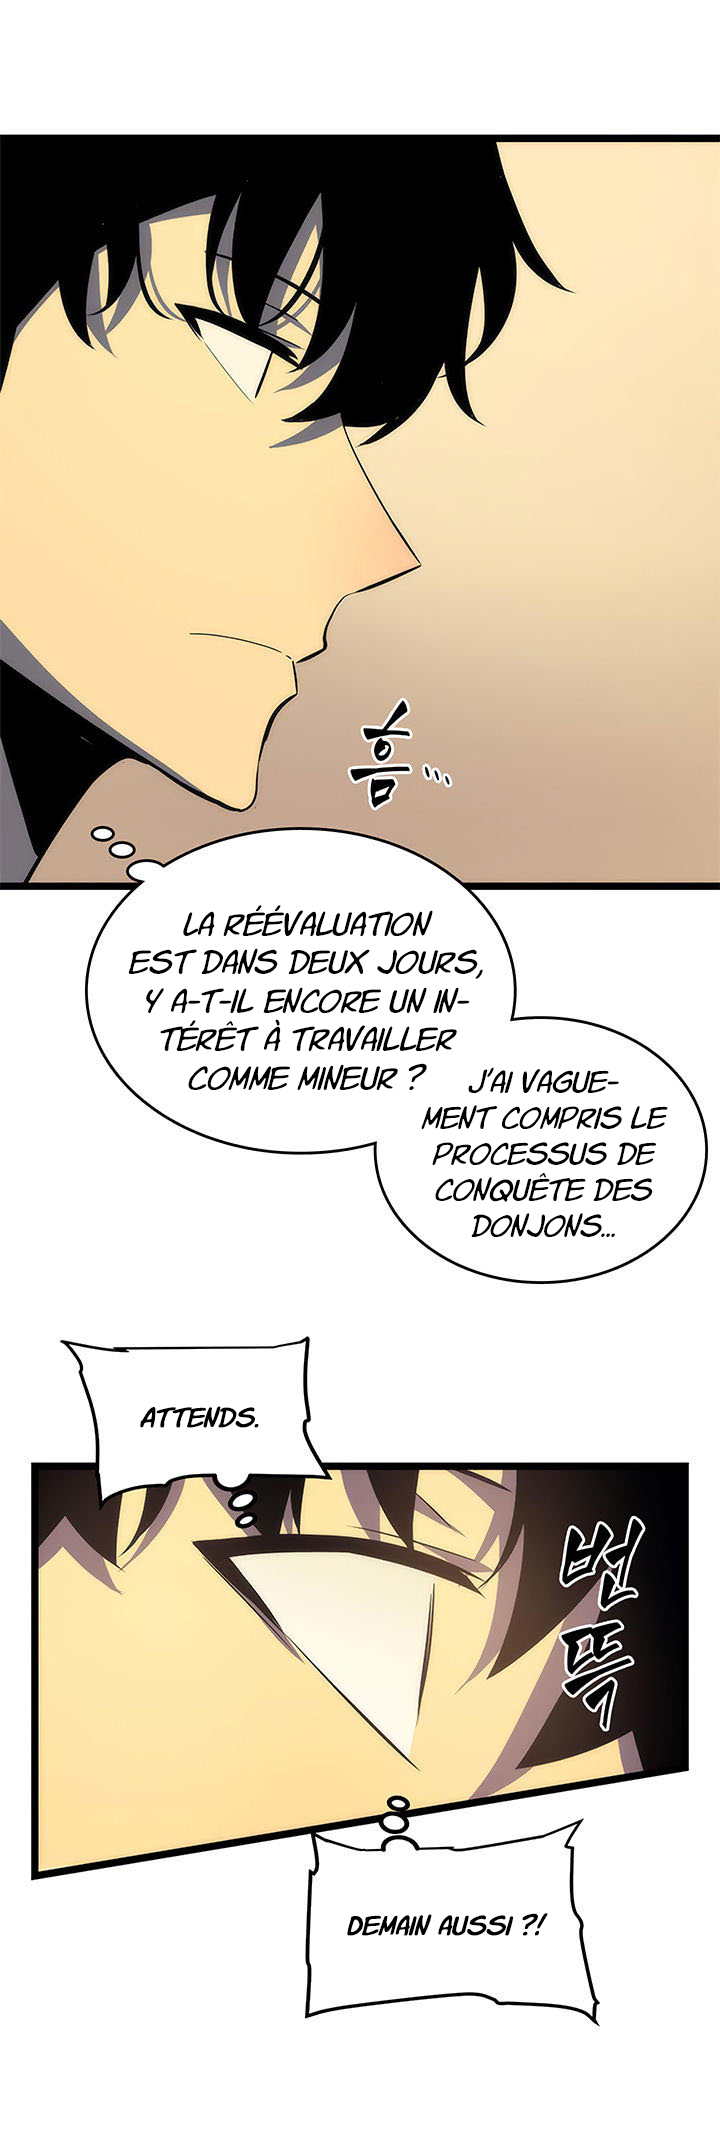 흠...
LA RÉÉVALUATION
EST DANS DEUX JOURS,
Y A-T-IL ENCORE UN IN-
TÉRÊT À TRAVAILLER
COMME MINEUR ?
J'AI VAGUE-
MENT COMPRIS LE
PROCESSUS DE
CONQUÊTE DES
DONJONS...
ATTENDS.
번
뜩
DEMAIN AUSSI ?!